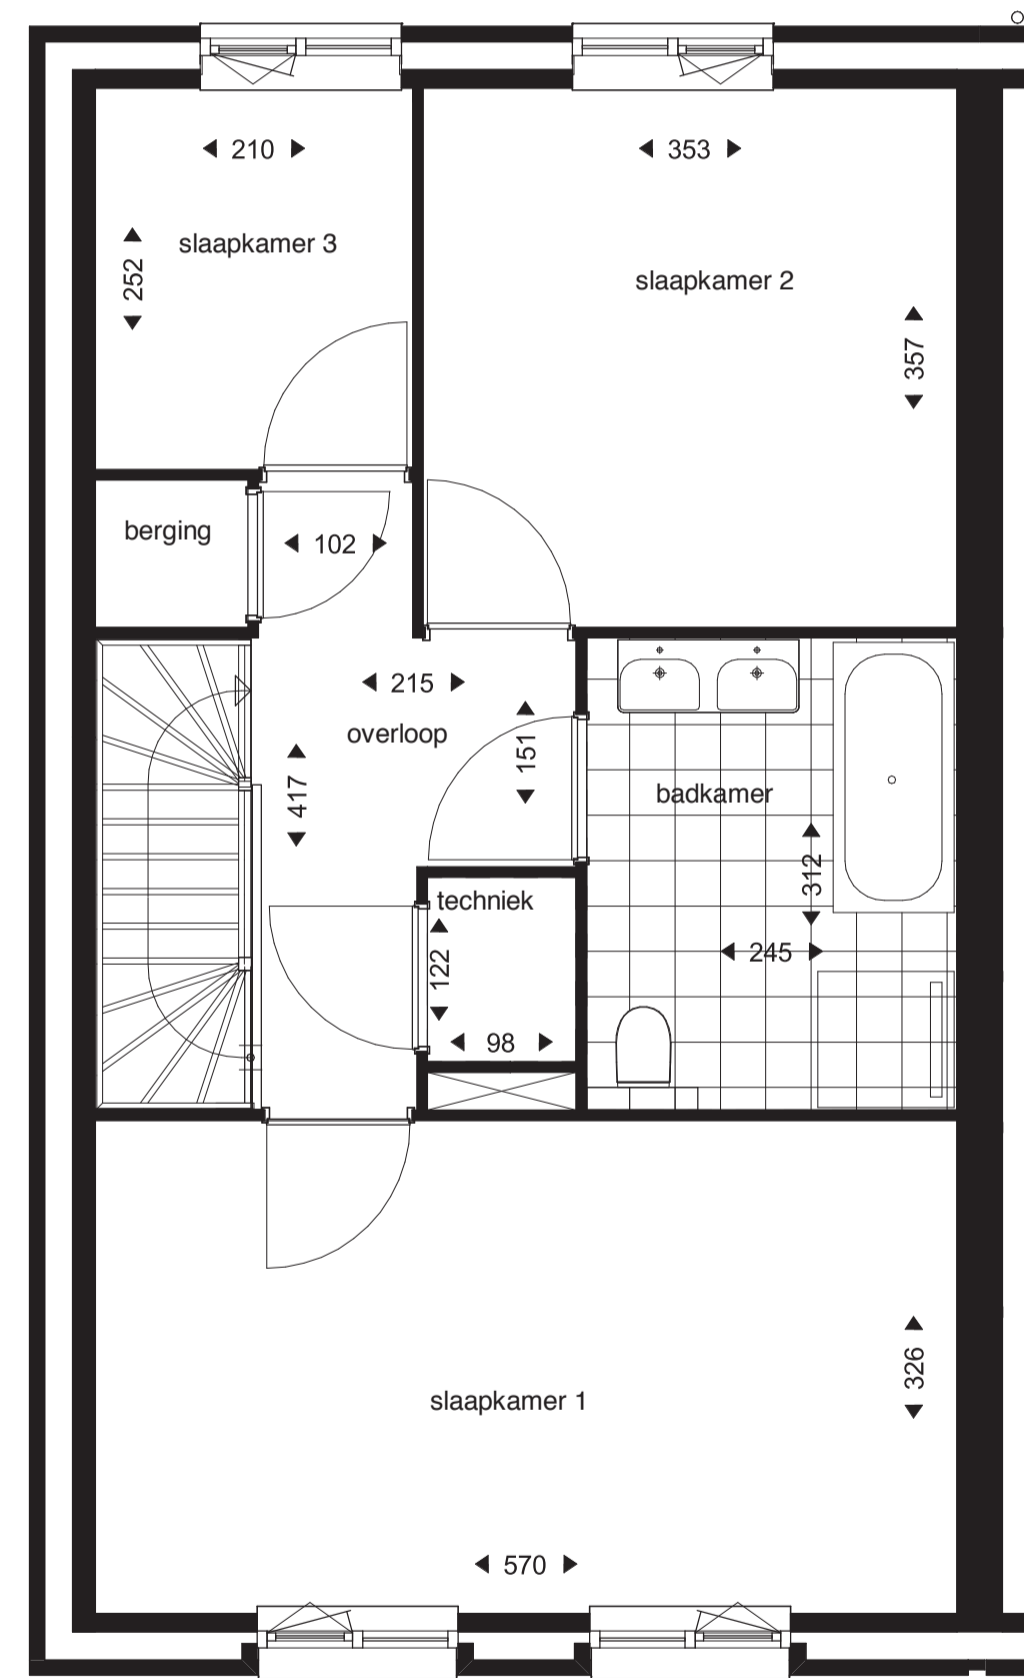 210
353
slaapkamer 3
252
slaapkamer 2
357
berging
102
215
overloop
151
417
badkamer
312
techniek
122
245
98
326
slaapkamer 1
570